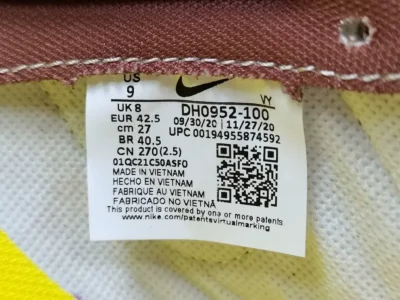 US
9
VY
UK 8
EUR 42.5
cm 27
BR 40.5
CN 270 (2.5)
DH0952-100
09/30/20 | 11/27/20
UPC 00194955874592
01QC21C50ASFO
MADE IN VIETNAM
HECHO EN VIETNAM
FABRIQUE AU VIETNAM
FABRICADO NO VIETNÃ
This product is covered by one or more patents
www.nike.com/patentsvirtualmarking